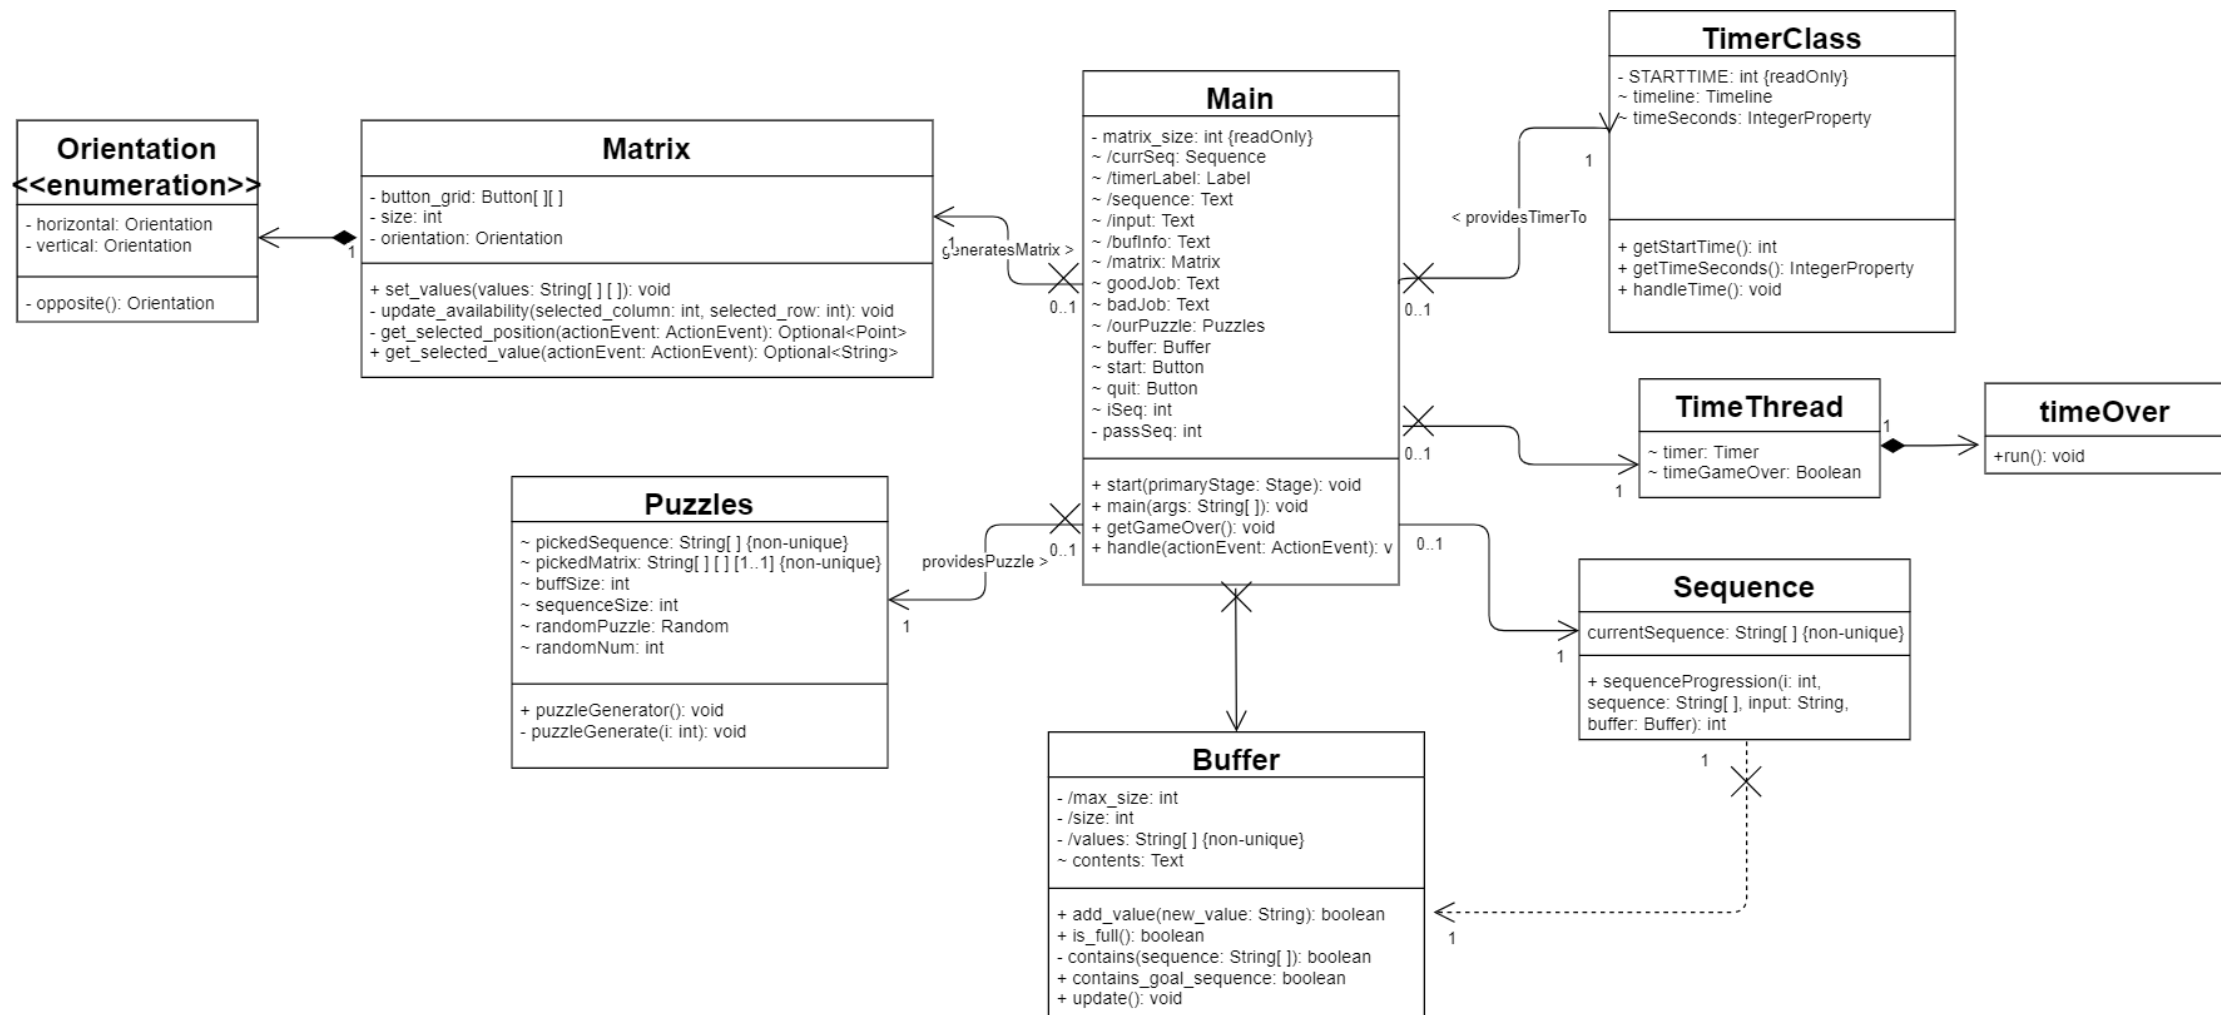 Orientation
<<enumeration>>
- horizontal: Orientation
- vertical: Orientation
- opposite(): Orientation
1
Matrix
- button_grid: Button[ ][ ]
- size: int
- orientation: Orientation
+ set_values(values: String[ ] [ ]): void
- update_availability(selected_column: int, selected_row: int): void
- get_selected_position(actionEvent: ActionEvent): Optional<Point>
+ get_selected_value(actionEvent: ActionEvent): Optional<String>
1
generatesMatrix >
0..1
Main
- matrix_size: int {readOnly}
~ /currSeq: Sequence
~ /timerLabel: Label
~ /sequence: Text
~ /input: Text
~ /bufInfo: Text
~ /matrix: Matrix
~ goodJob: Text
~ badJob: Text
~ /ourPuzzle: Puzzles
~ buffer: Buffer
~ start: Button
~ quit: Button
~ iSeq: int
- passSeq: int
+ start(primaryStage: Stage): void
+ main(args: String[ ]): void
+ getGameOver(): void
+ handle(actionEvent: ActionEvent): v
TimerClass
- STARTTIME: int {readOnly}
~ timeline: Timeline
~ timeSeconds: IntegerProperty
+ getStartTime(): int
+ getTimeSeconds(): IntegerProperty
+ handleTime(): void
1
< providesTimerTo
0..1
TimeThread
~ timer: Timer
~ timeGameOver: Boolean
0..1
1
1
timeOver
+run(): void
Puzzles
~ pickedSequence: String[ ] {non-unique}
~ pickedMatrix: String[ ] [ ] [1..1] {non-unique}
~ buffSize: int
~ sequenceSize: int
~ randomPuzzle: Random
~ randomNum: int
+ puzzleGenerator(): void
- puzzleGenerate(i: int): void
0..1
providesPuzzle >
1
0..1
1
Sequence
currentSequence: String[ ] {non-unique}
+ sequenceProgression(i: int,
sequence: String[ ], input: String,
buffer: Buffer): int
1
1
Buffer
- /max_size: int
- /size: int
- /values: String[ ] {non-unique}
~ contents: Text
+ add_value(new_value: String): boolean
+ is_full(): boolean
- contains(sequence: String[ ]): boolean
+ contains_goal_sequence: boolean
+ update(): void